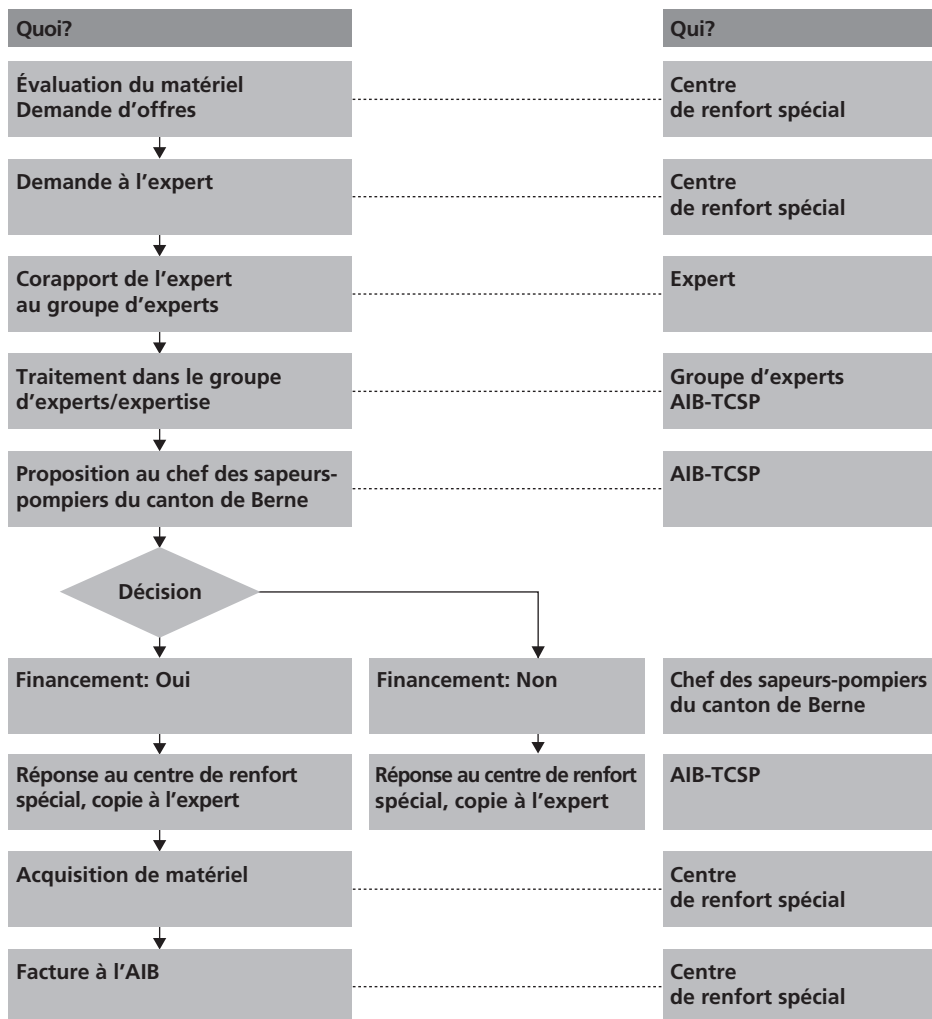 Quoi?
Qui?
Évaluation du matériel
Demande d'offres
Centre
de renfort spécial
Demande à l'expert
Centre
de renfort spécial
Corapport de l'expert
au groupe d'experts
Expert
Traitement dans le groupe
d'experts/expertise
Groupe d'experts
AIB-TCSP
Proposition au chef des sapeurs-
pompiers du canton de Berne
AIB-TCSP
Décision
Financement: Oui
Financement: Non
Chef des sapeurs-pompiers
du canton de Berne
Réponse au centre de renfort
spécial, copie à l'expert
Réponse au centre de renfort
spécial, copie à l'expert
AIB-TCSP
Acquisition de matériel
Centre
de renfort spécial
Facture à l'AIB
Centre
de renfort spécial